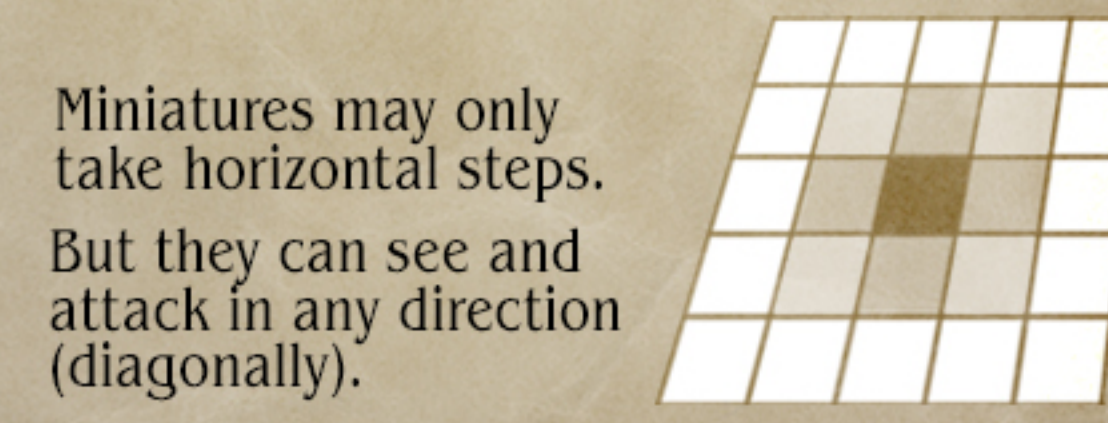 Miniatures may only
take horizontal steps.
But they can see and
attack in any direction
(diagonally).